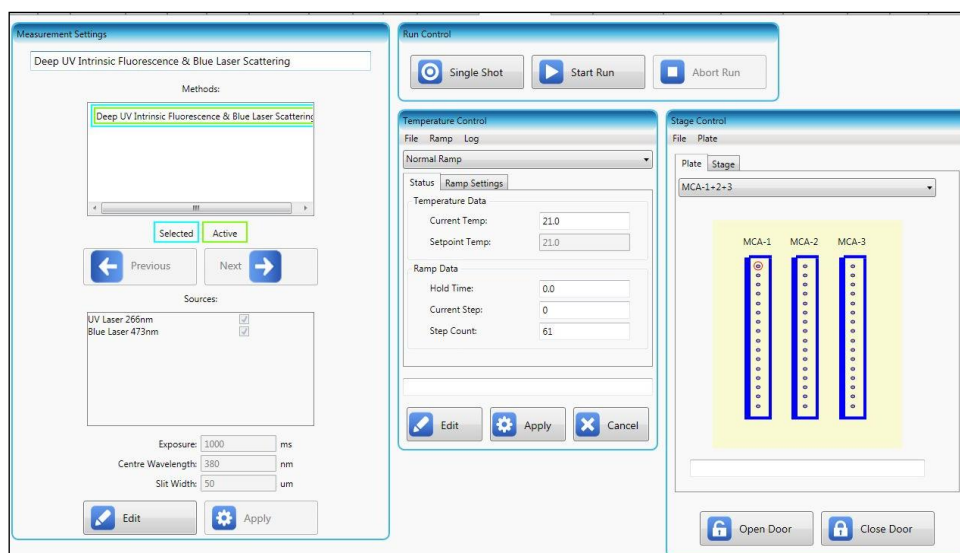 Measurement Settings
Deep UV Intrinsic Fluorescence & Blue Laser Scattering
Methods:
Deep UV Intrinsic Fluorescence & Blue Laser Scattering
Selected
Active
Previous
Next
Sources:
UV Laser 266nm
Blue Laser 473nm
Exposure: 1000 ms
Centre Wavelength: 380 nm
Slit Width: 50 um
Edit
Apply
Run Control
Single Shot
Start Run
Abort Run
Temperature Control
File Ramp Log
Normal Ramp
Status Ramp Settings
Temperature Data
Current Temp: 21.0
Setpoint Temp: 21.0
Ramp Data
Hold Time: 0.0
Current Step: 0
Step Count: 61
Edit
Apply
Cancel
Stage Control
File Plate
Plate Stage
MCA-1+2+3
MCA-1 MCA-2 MCA-3
Open Door
Close Door